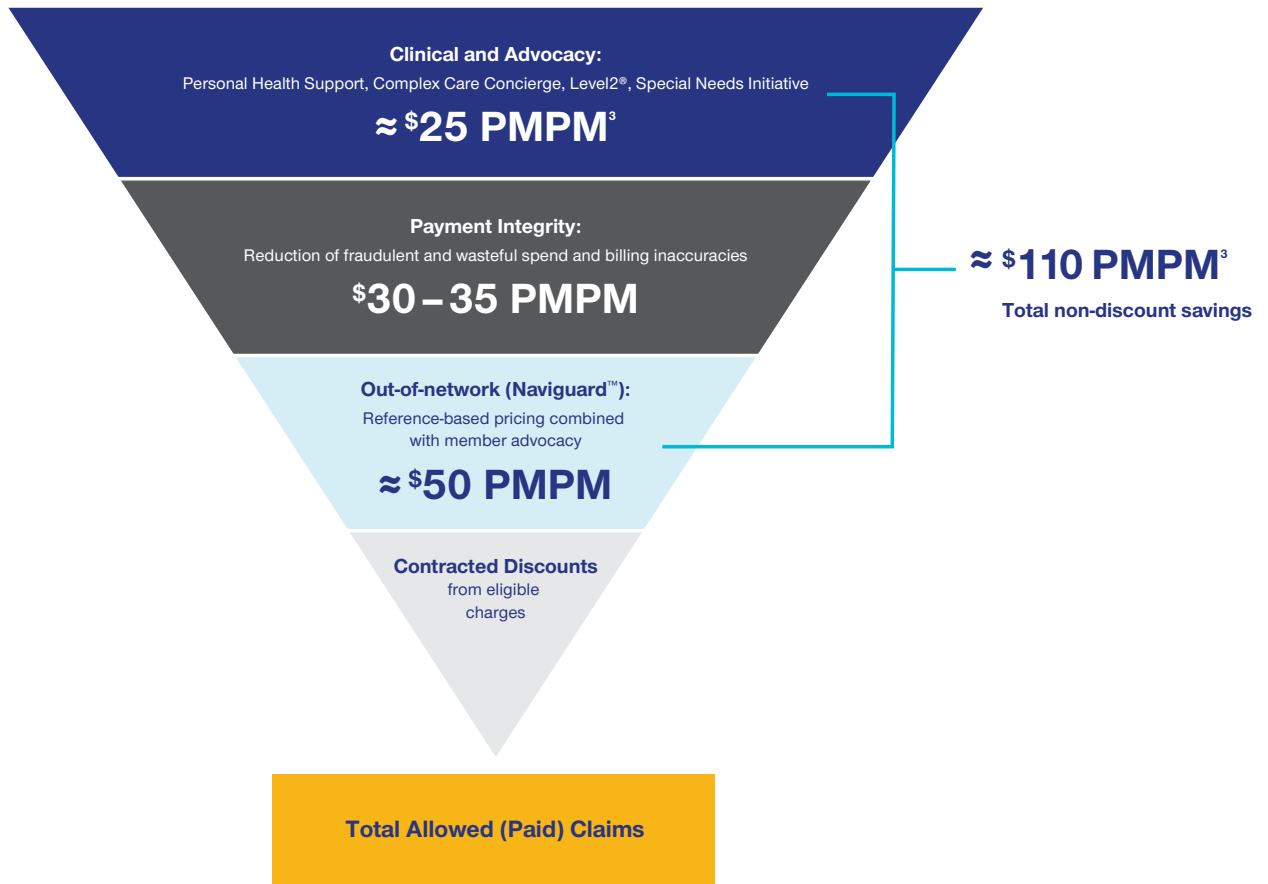 Clinical and Advocacy:
Personal Health Support, Complex Care Concierge, Level2®, Special Needs Initiative
≈ $25 PMPM³
Payment Integrity:
Reduction of fraudulent and wasteful spend and billing inaccuracies
$30–35 PMPM
≈ $110 PMPM³
Total non-discount savings
Out-of-network (Naviguard™):
Reference-based pricing combined
with member advocacy
≈ $50 PMPM
Contracted Discounts
from eligible
charges
Total Allowed (Paid) Claims